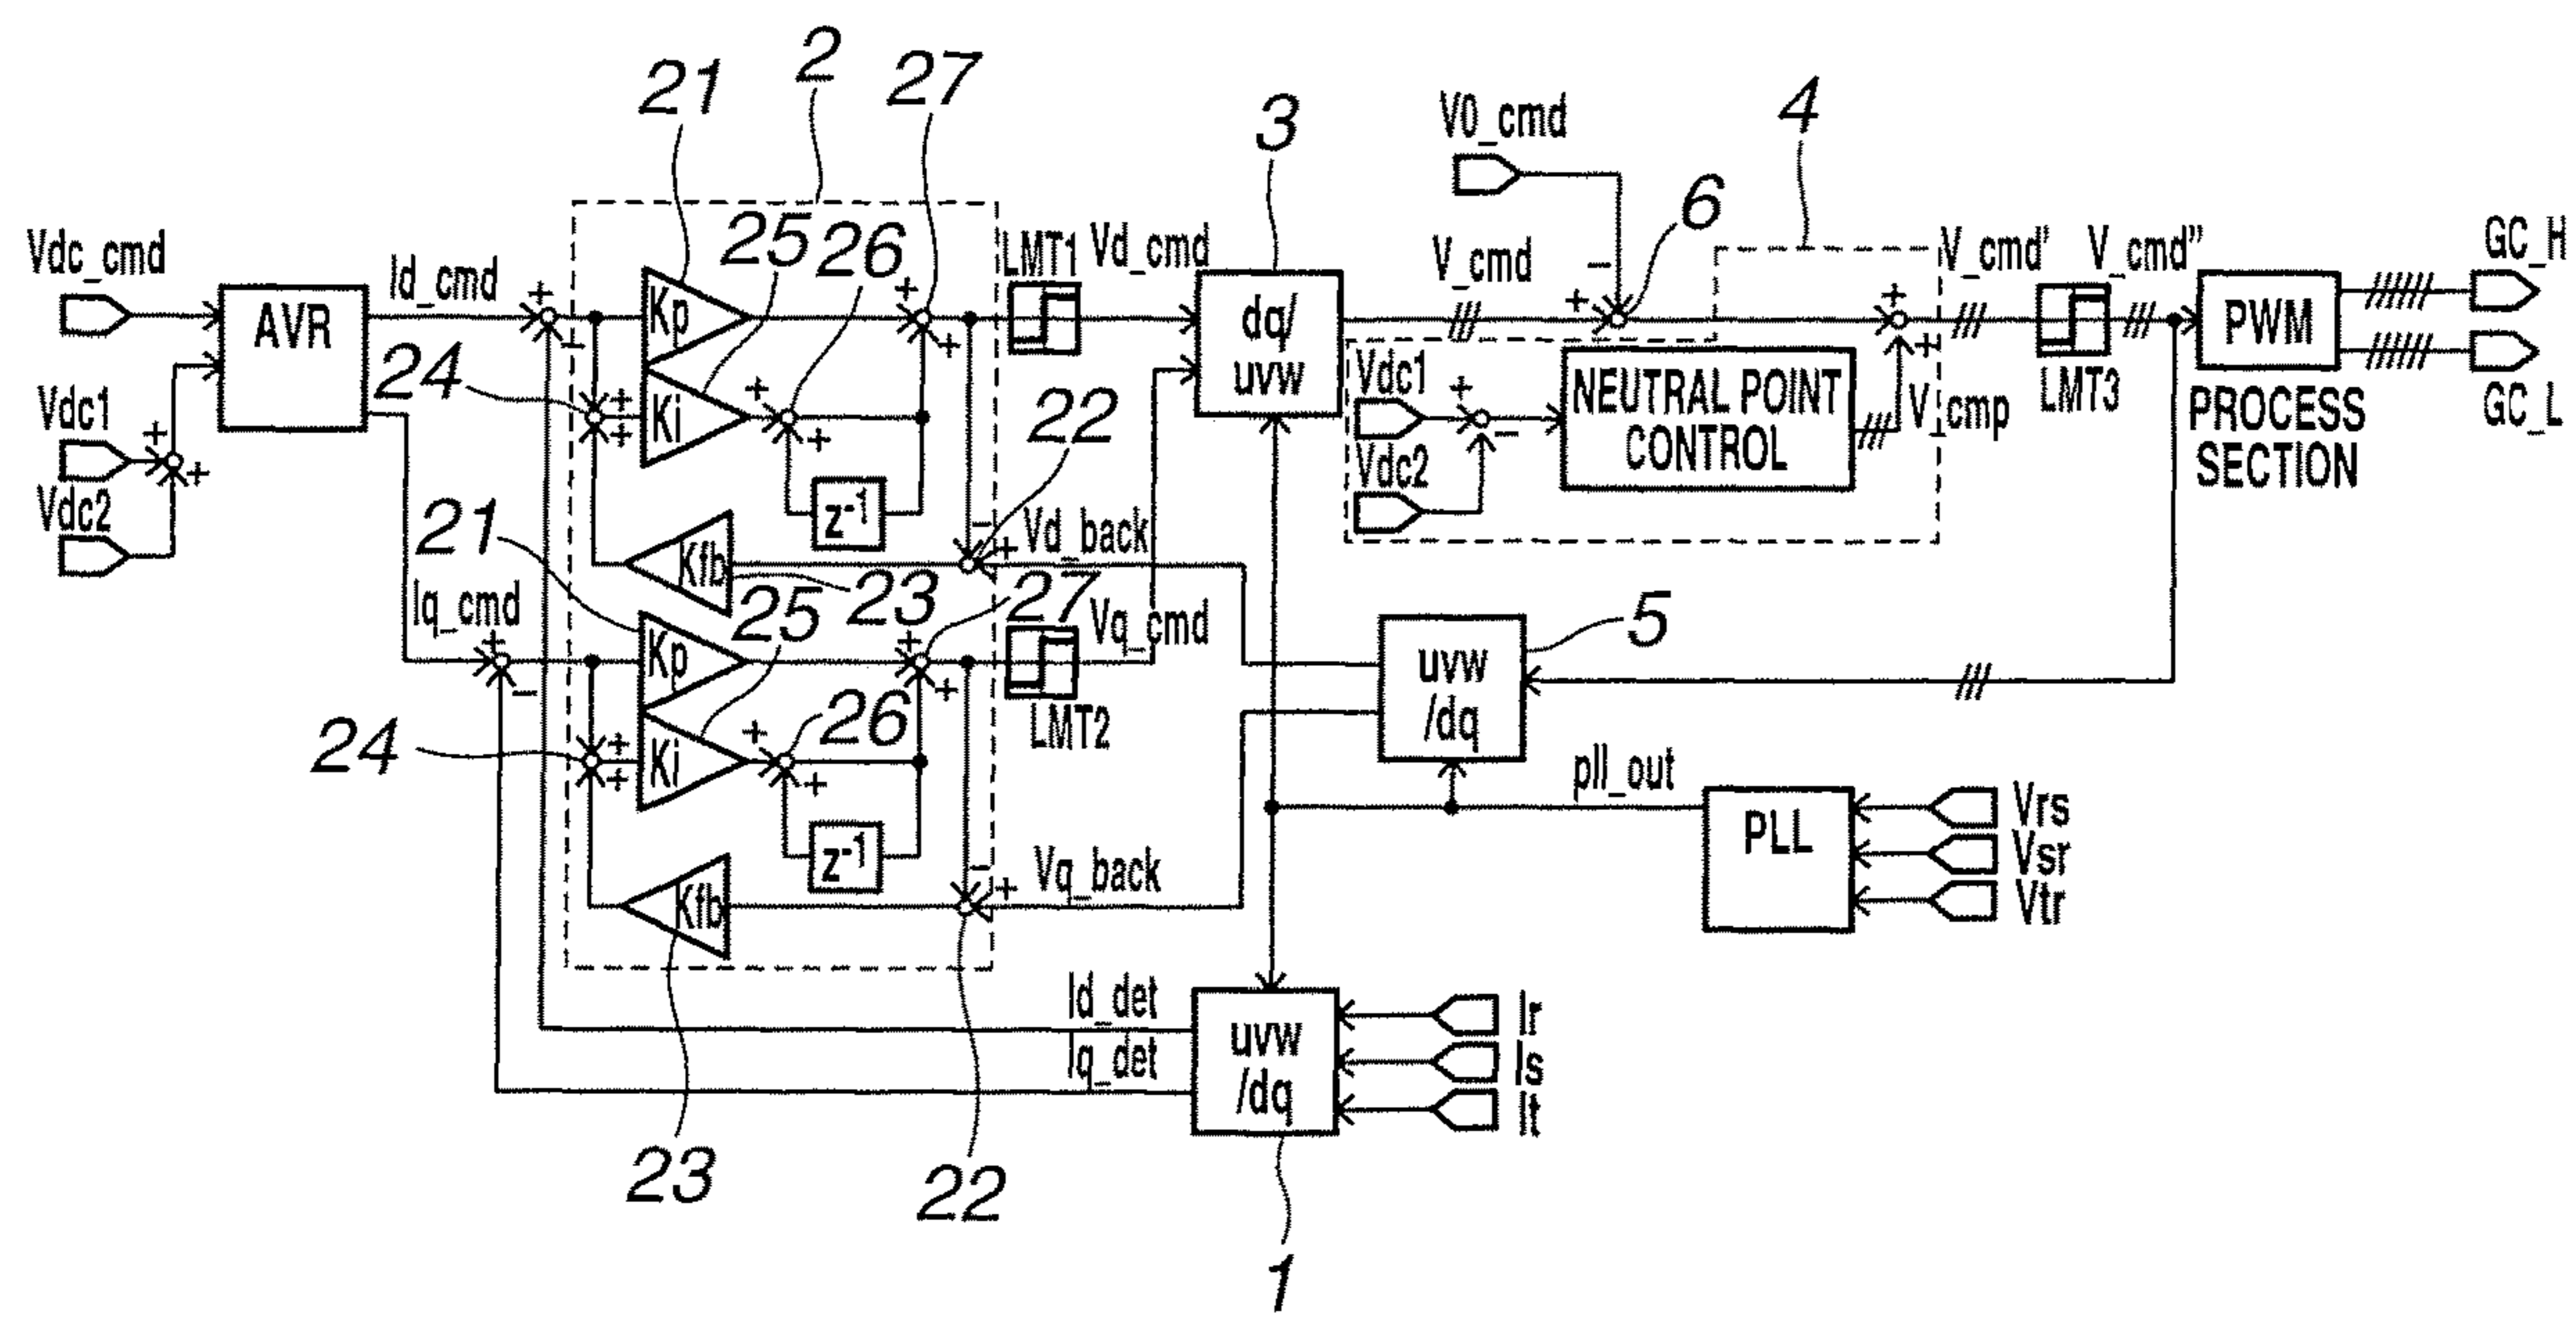 2
27
21
3
4
V0_cmd
6
25
26
Vdc_cmd
Id_cmd
LMT1
Vd_cmd
V_cmd
V_cmd'
V_cmd"
GC_H
AVR
Kp
dq/
uvw
PWM
PROCESS
SECTION
GC_L
24
Ki
22
Vdc1
NEUTRAL POINT
CONTROL
V_cmp
LMT3
Vdc1
Vdc2
Vdc2
z-1
21
Kfb
Vd_back
23
27
Iq_cmd
25
Vq_cmd
5
Kp
uvw
/dq
24
Ki
26
LMT2
pll_out
PLL
Vrs
Vsr
Vtr
z-1
Kfb
Vq_back
Id_det
Iq_det
uvw
/dq
Ir
Is
It
23
22
1